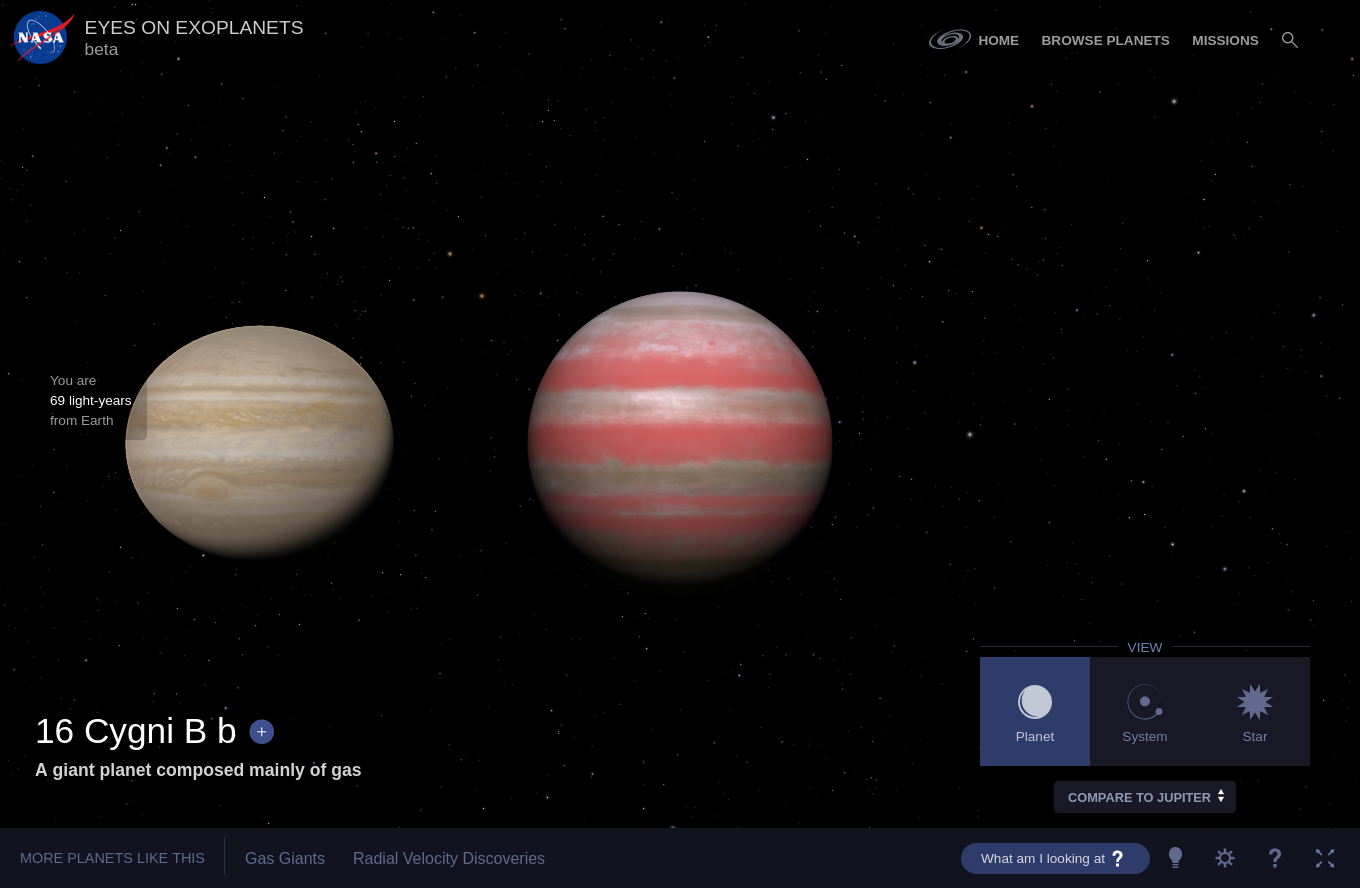 NASA
EYES ON EXOPLANETS
beta
HOME
BROWSE PLANETS
MISSIONS
You are
69 light-years
from Earth
16 Cygni B b +
A giant planet composed mainly of gas
VIEW
Planet
System
Star
COMPARE TO JUPITER
MORE PLANETS LIKE THIS
Gas Giants
Radial Velocity Discoveries
What am I looking at ?
?